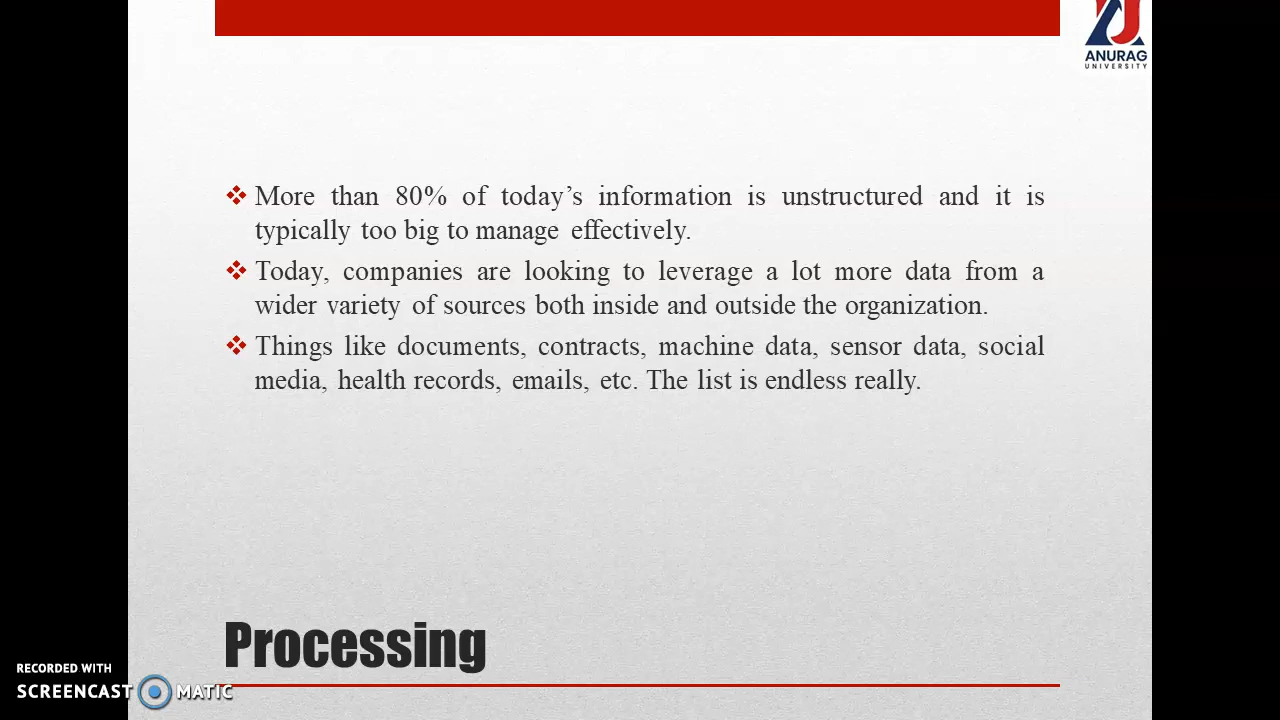 ANURAG
UNIVERSITY
More than 80% of today’s information is unstructured and it is
typically too big to manage effectively.
Today, companies are looking to leverage a lot more data from a
wider variety of sources both inside and outside the organization.
Things like documents, contracts, machine data, sensor data, social
media, health records, emails, etc. The list is endless really.
Processing
RECORDED WITH
SCREENCAST MATIC